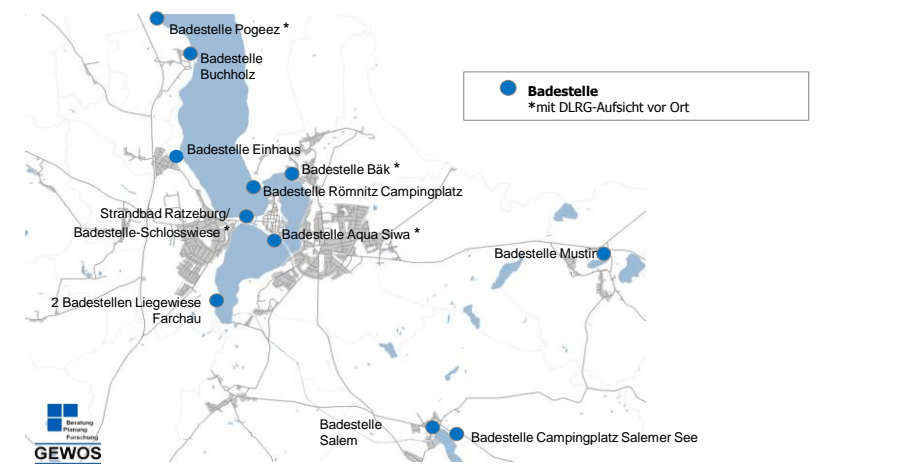 Badestelle Pogeez *
Badestelle
Buchholz
Badestelle
*mit DLRG-Aufsicht vor Ort
Badestelle Einhaus
Badestelle Bäk *
Badestelle Römnitz Campingplatz
Strandbad Ratzeburg/
Badestelle-Schlosswiese *
Badestelle Aqua Siwa *
Badestelle Mustin
2 Badestellen Liegewiese
Farchau
Badestelle
Salem
Badestelle Campingplatz Salemer See
Beratung
Planung
Forschung
GEWOS